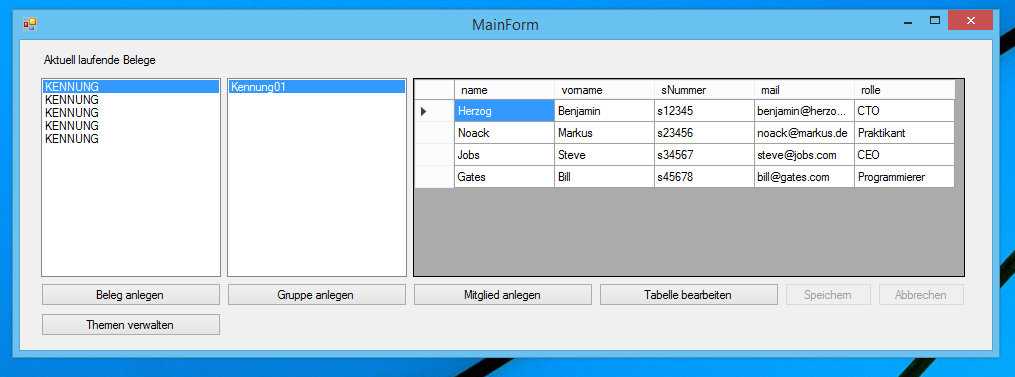 MainForm
Aktuell laufende Belege
KENNUNG
KENNUNG
KENNUNG
KENNUNG
KENNUNG
Kennung01
name vorname sNummer mail rolle
Herzog Benjamin s12345 benjamin@herzo... CTO
Noack Markus s23456 noack@markus.de Praktikant
Jobs Steve s34567 steve@jobs.com CEO
Gates Bill s45678 bill@gates.com Programmierer
Beleg anlegen Gruppe anlegen Mitglied anlegen Tabelle bearbeiten Speichern Abbrechen
Themen verwalten